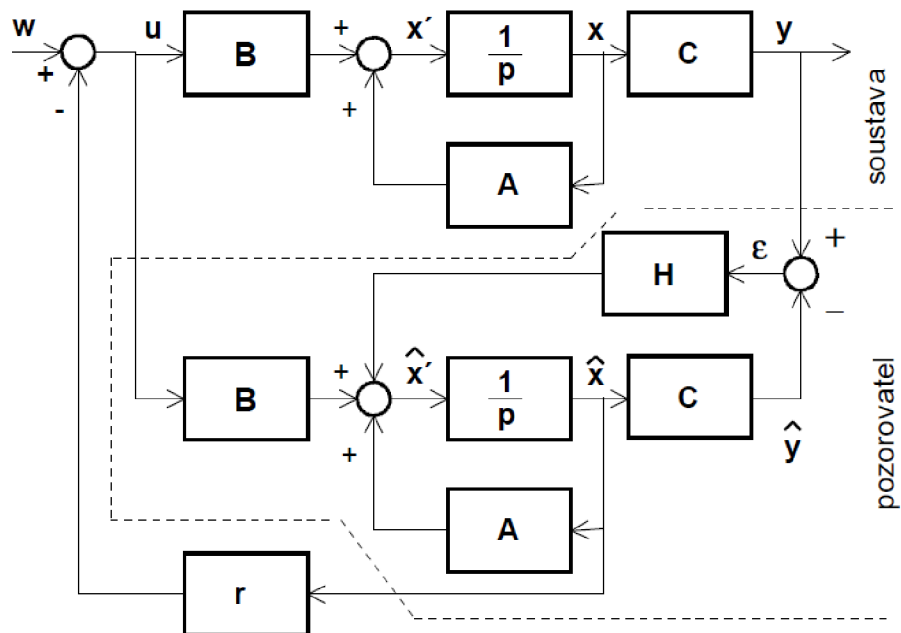 w u B + x´ 1/p x C y
+
-
+
A
soustava
H ε +
−
B + x̂´ 1/p x̂ C
ŷ
+
A
pozorovatel
r